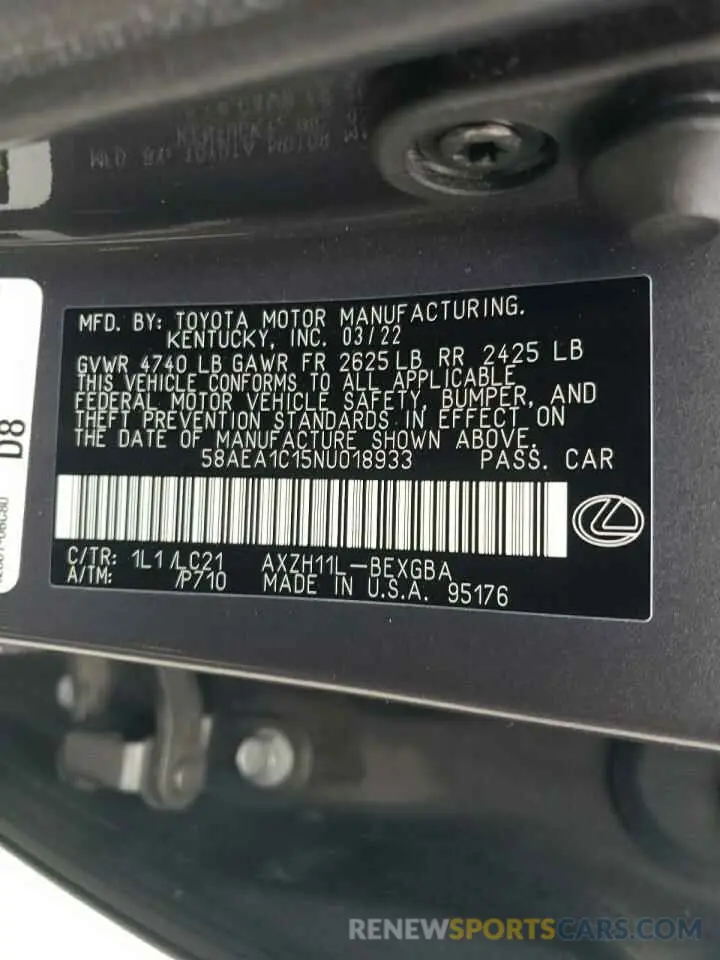 MFD. BY: TOYOTA MOTOR MANUFACTURING.
KENTUCKY, INC. 03/22
GVWR 4740 LB GAWR FR 2625 LB RR 2425 LB
THIS VEHICLE CONFORMS TO ALL APPLICABLE
FEDERAL MOTOR VEHICLE SAFETY, BUMPER, AND
THEFT PREVENTION STANDARDS IN EFFECT ON
THE DATE OF MANUFACTURE SHOWN ABOVE.
58AEA1C15NU018933 PASS. CAR
C/TR: 1L1/LC21 AXZH11L-BEXGBA
A/TM: /P710 MADE IN U.S.A. 95176
D8
RENEWSPORTSCARS.COM